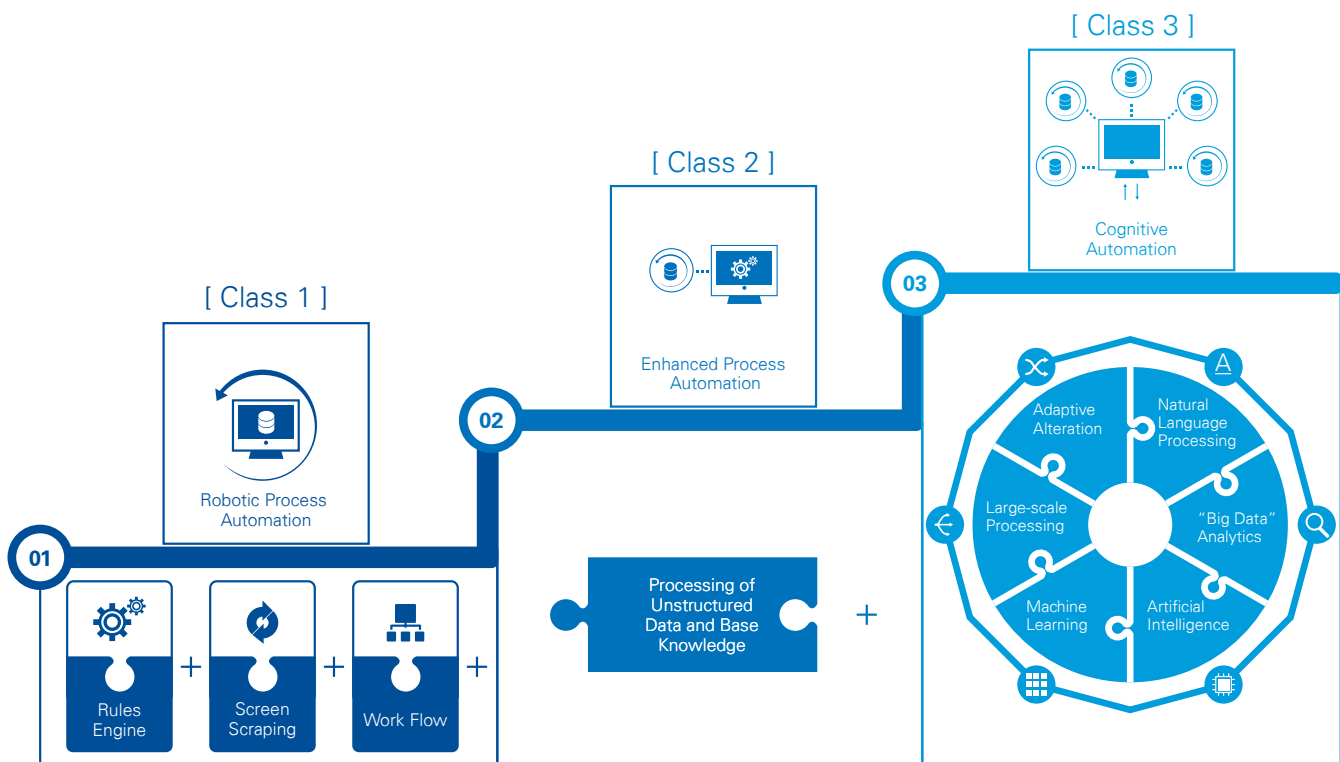 [ Class 1 ]
Robotic Process
Automation
01
Rules
Engine
+
Screen
Scraping
+
Work Flow
+
[ Class 2 ]
Enhanced Process
Automation
02
Processing of
Unstructured
Data and Base
Knowledge
+
[ Class 3 ]
Cognitive
Automation
03
A
Adaptive
Alteration
Natural
Language
Processing
Large-scale
Processing
“Big Data”
Analytics
Machine
Learning
Artificial
Intelligence